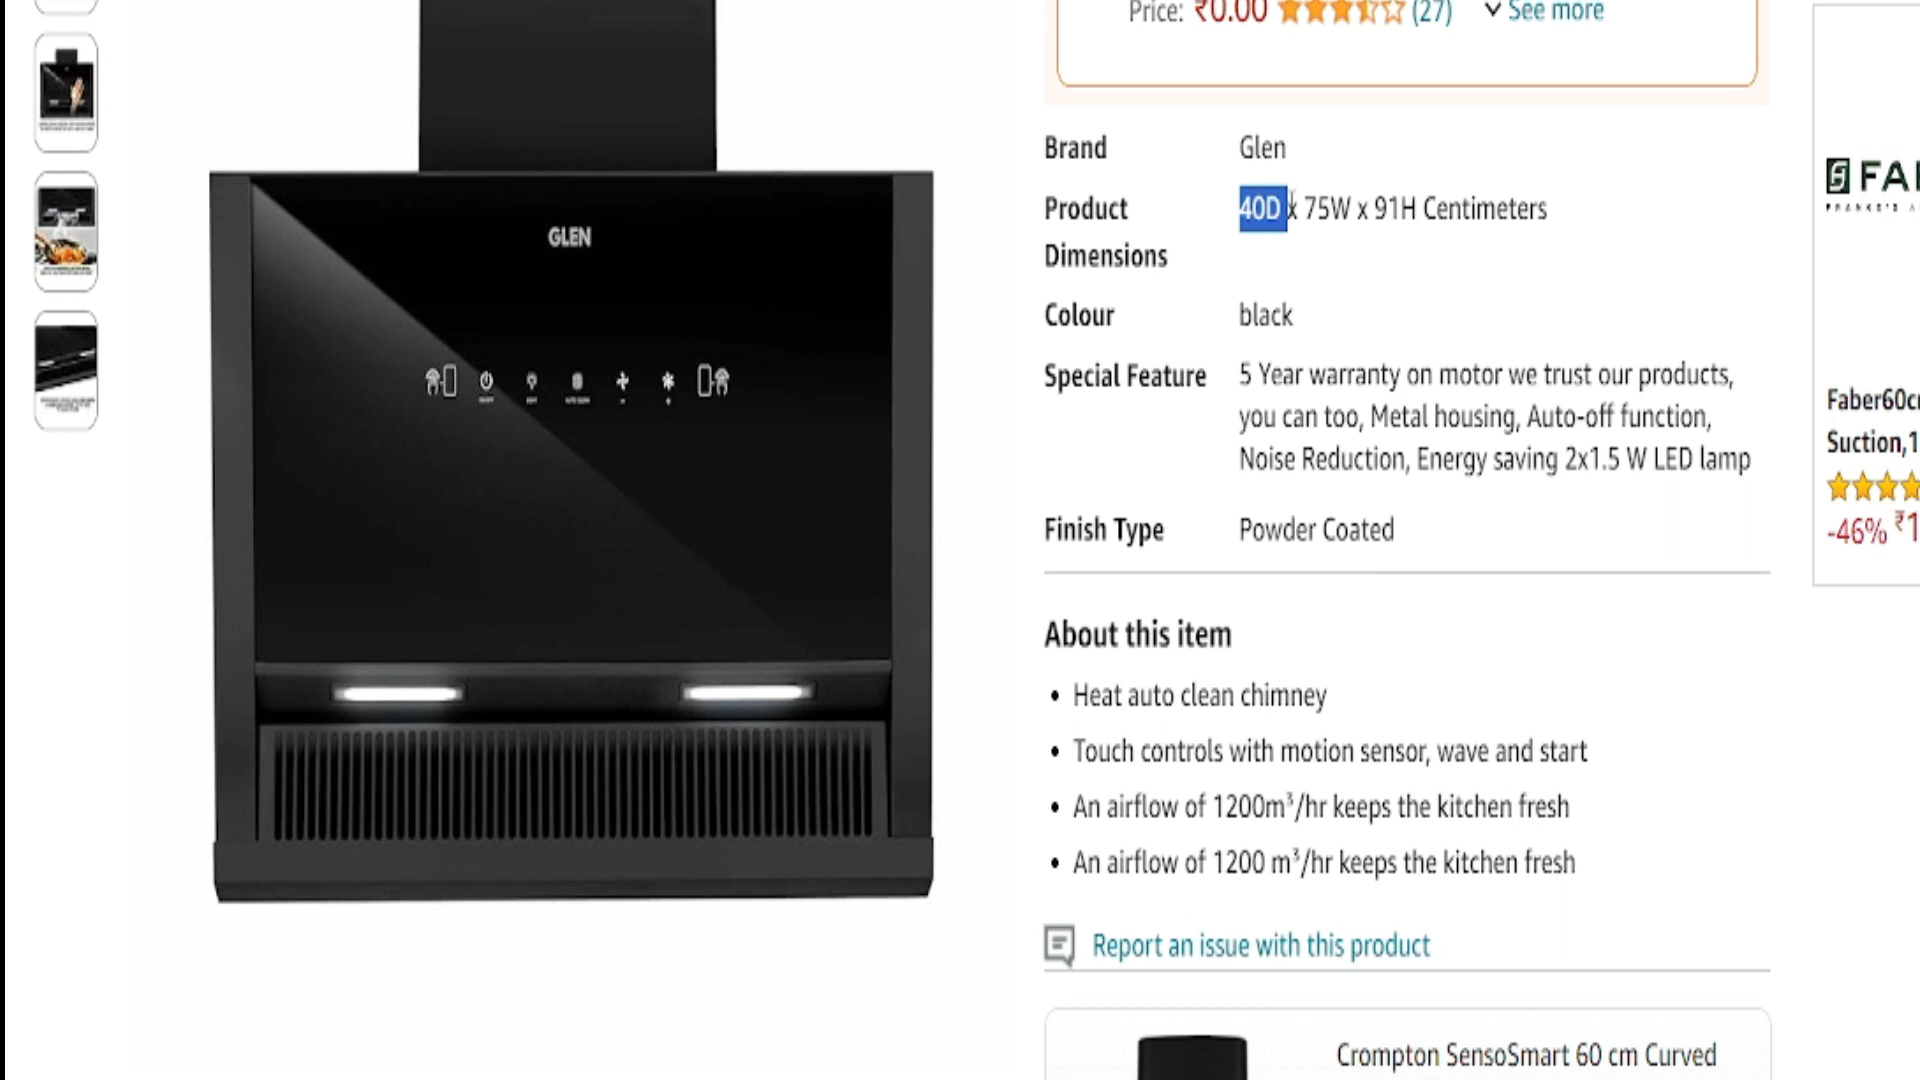 Price: ₹0.00 (27) See more
GLEN
Brand Glen
Product 40D x 75W x 91H Centimeters
Dimensions
Colour black
Special Feature 5 Year warranty on motor we trust our products,
you can too, Metal housing, Auto-off function,
Noise Reduction, Energy saving 2x1.5 W LED lamp
Finish Type Powder Coated
About this item
• Heat auto clean chimney
• Touch controls with motion sensor, wave and start
• An airflow of 1200m³/hr keeps the kitchen fresh
• An airflow of 1200 m³/hr keeps the kitchen fresh
Report an issue with this product
Crompton SensoSmart 60 cm Curved
FA
Faber60c
Suction,1
-46% ₹1